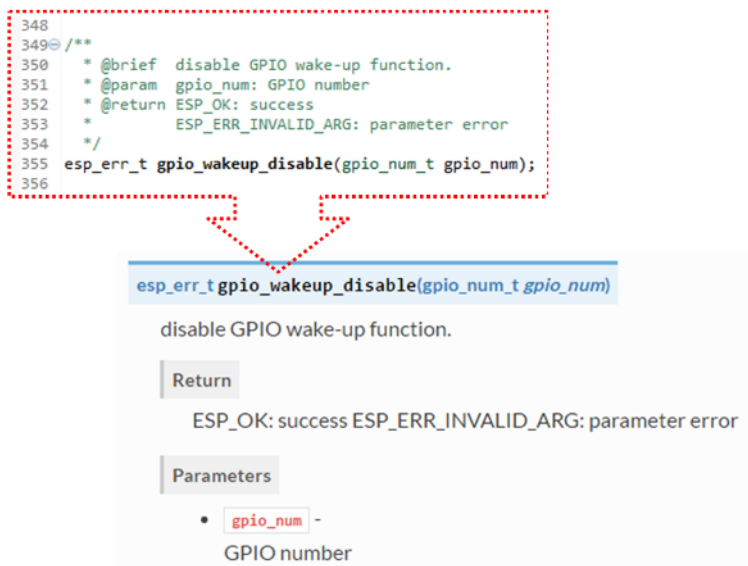 348
349 /**
350 * @brief disable GPIO wake-up function.
351 * @param gpio_num: GPIO number
352 * @return ESP_OK: success
353 * ESP_ERR_INVALID_ARG: parameter error
354 */
355 esp_err_t gpio_wakeup_disable(gpio_num_t gpio_num);
356
esp_err_t gpio_wakeup_disable(gpio_num_t gpio_num)
disable GPIO wake-up function.
Return
ESP_OK: success ESP_ERR_INVALID_ARG: parameter error
Parameters
• gpio_num -
GPIO number